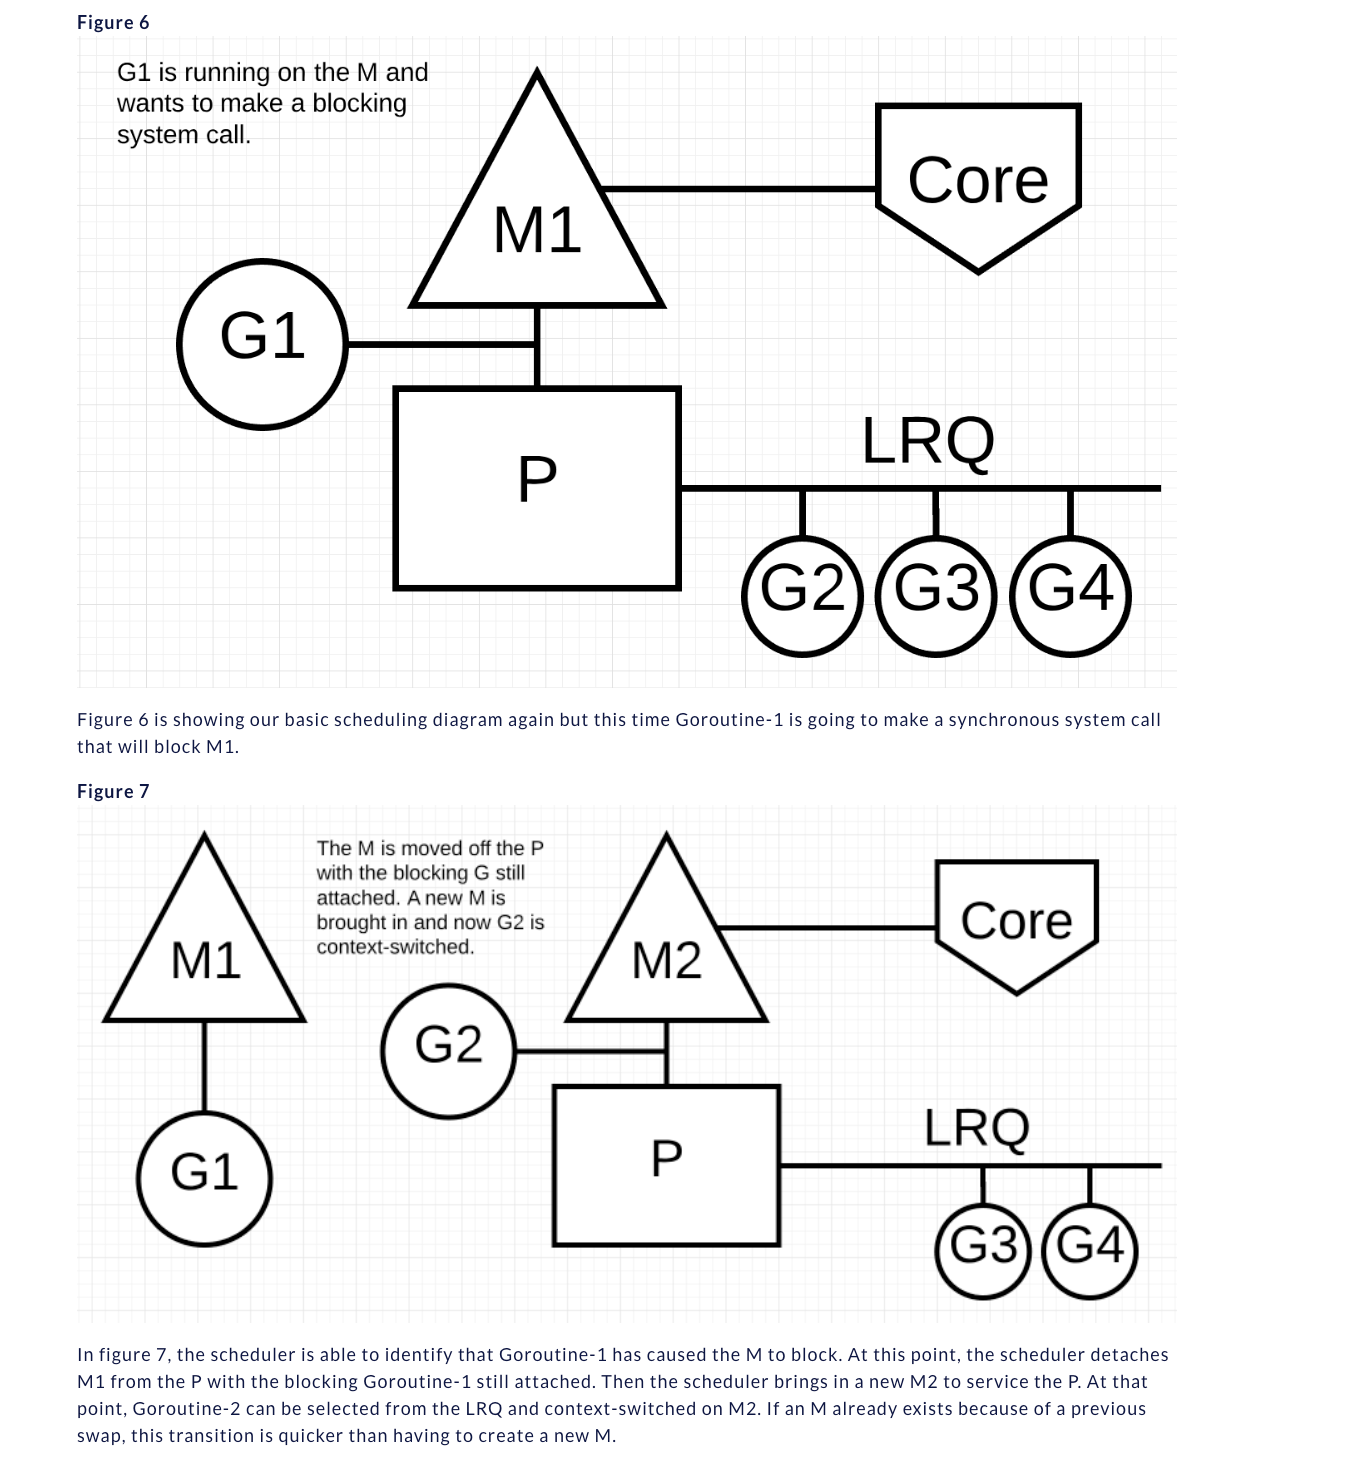 Figure 6
G1 is running on the M and
wants to make a blocking
system call.
M1
Core
G1
P
LRQ
G2
G3
G4
Figure 6 is showing our basic scheduling diagram again but this time Goroutine-1 is going to make a synchronous system call
that will block M1.
Figure 7
The M is moved off the P
with the blocking G still
attached. A new M is
brought in and now G2 is
context-switched.
M1
M2
Core
G2
G1
P
LRQ
G3
G4
In figure 7, the scheduler is able to identify that Goroutine-1 has caused the M to block. At this point, the scheduler detaches
M1 from the P with the blocking Goroutine-1 still attached. Then the scheduler brings in a new M2 to service the P. At that
point, Goroutine-2 can be selected from the LRQ and context-switched on M2. If an M already exists because of a previous
swap, this transition is quicker than having to create a new M.